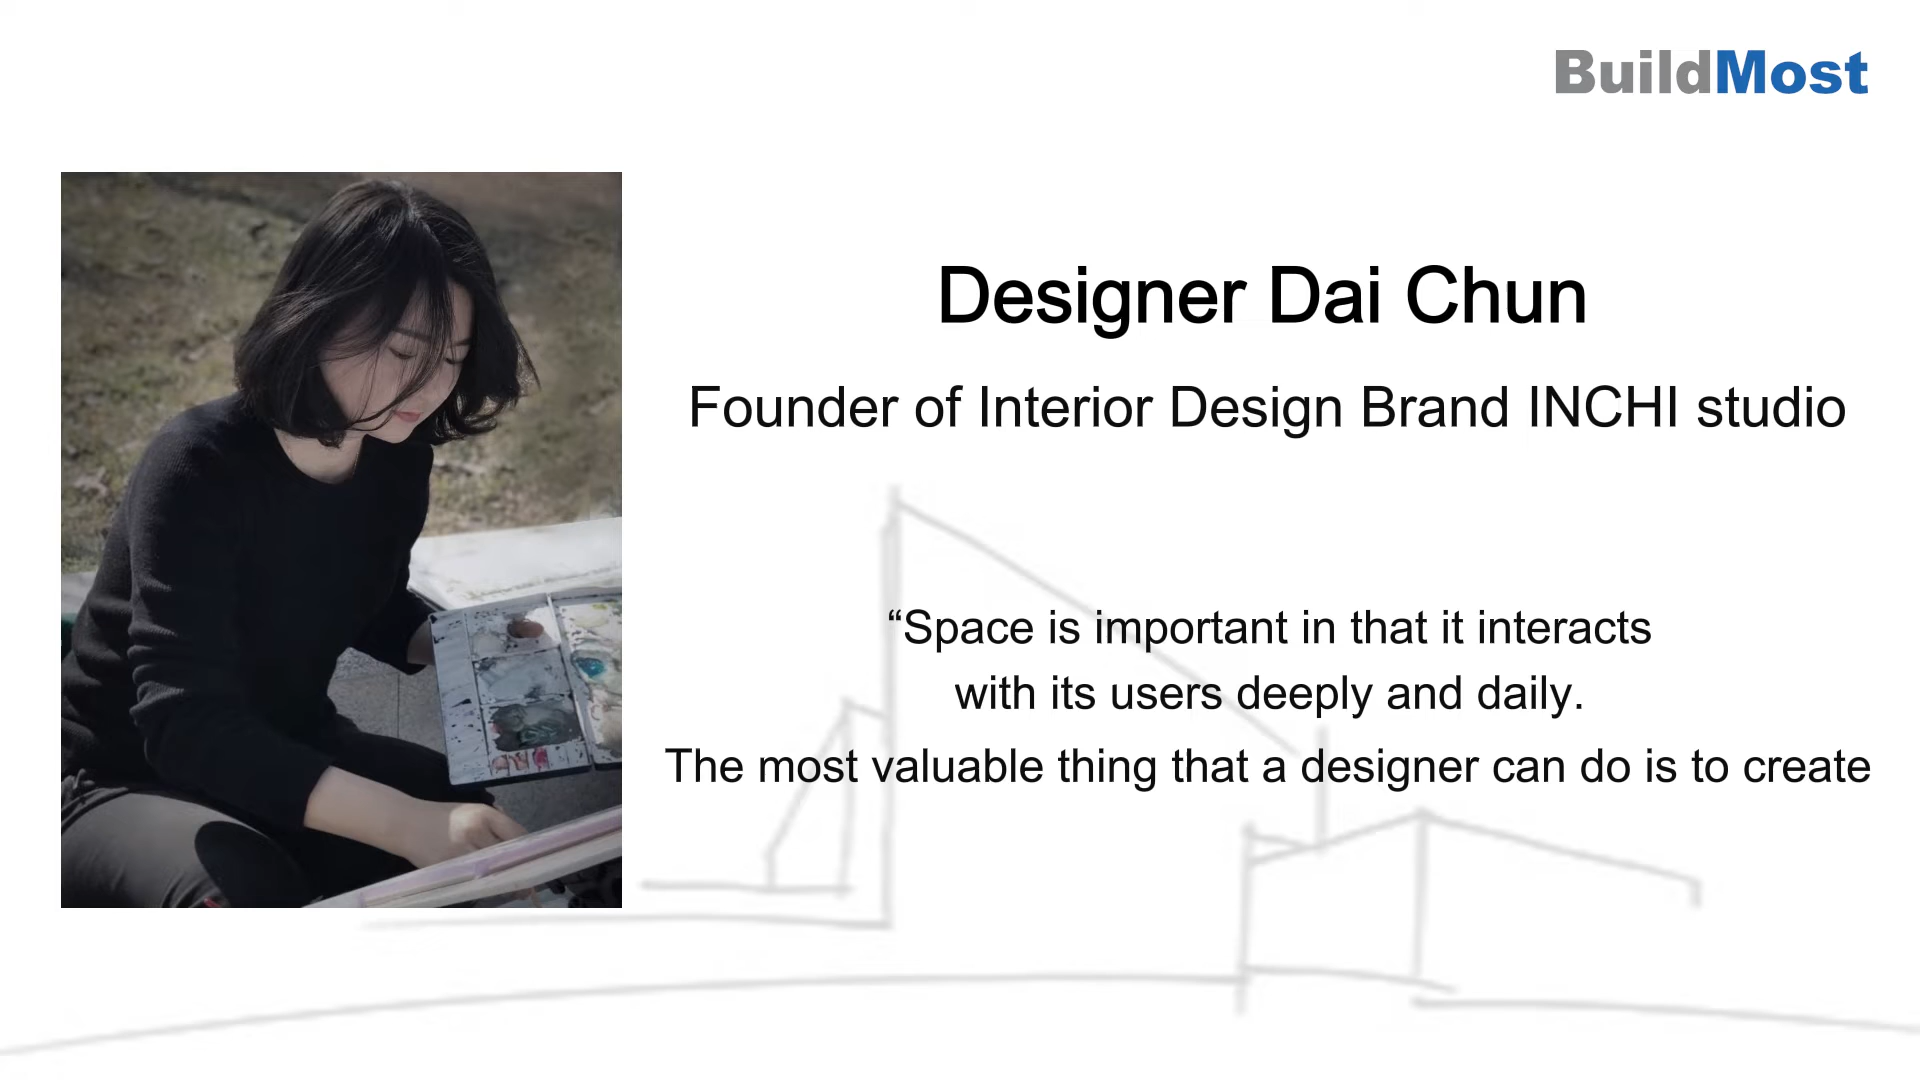 BuildMost
Designer Dai Chun
Founder of Interior Design Brand INCHI studio
“Space is important in that it interacts
with its users deeply and daily.
The most valuable thing that a designer can do is to create